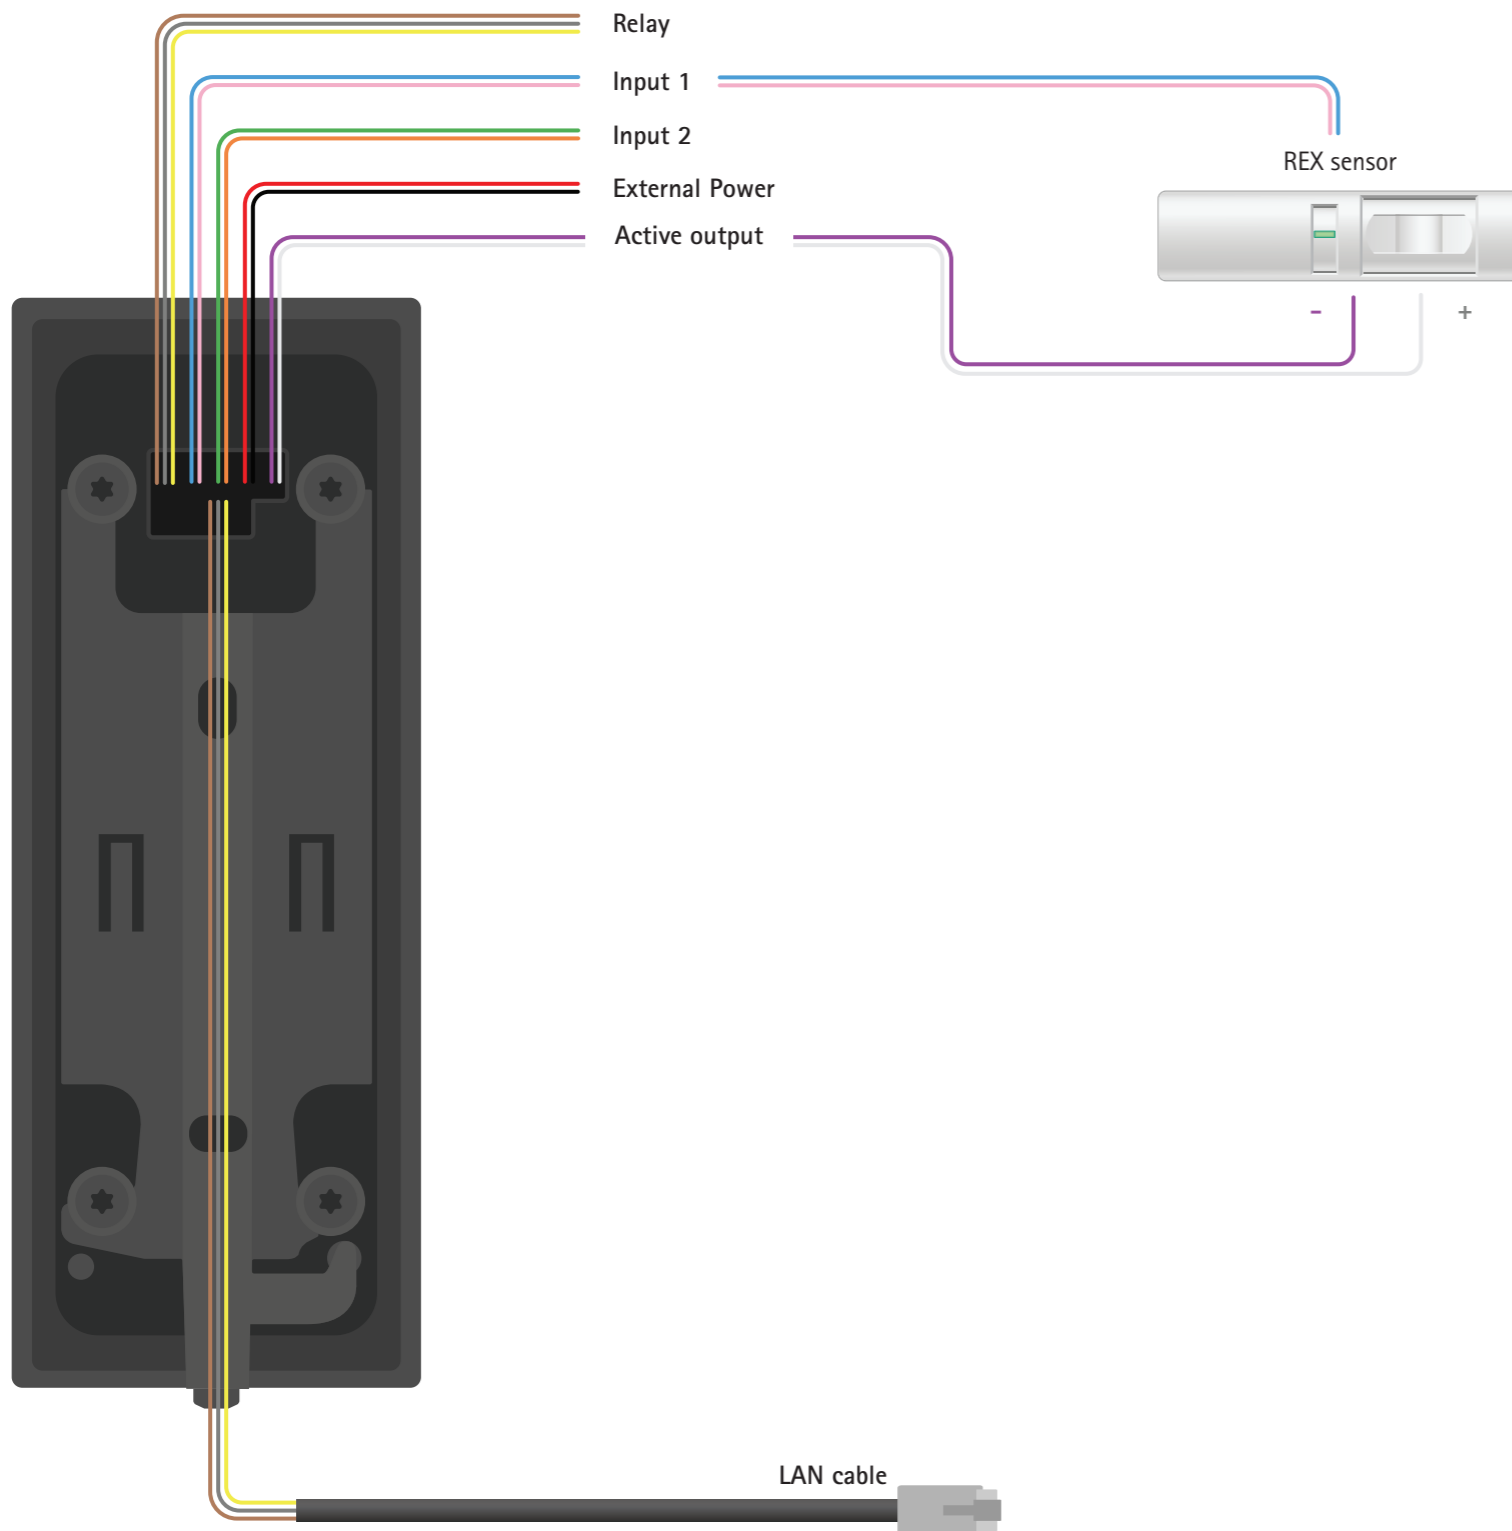 Relay
Input 1
Input 2
REX sensor
External Power
Active output
-
+
LAN cable